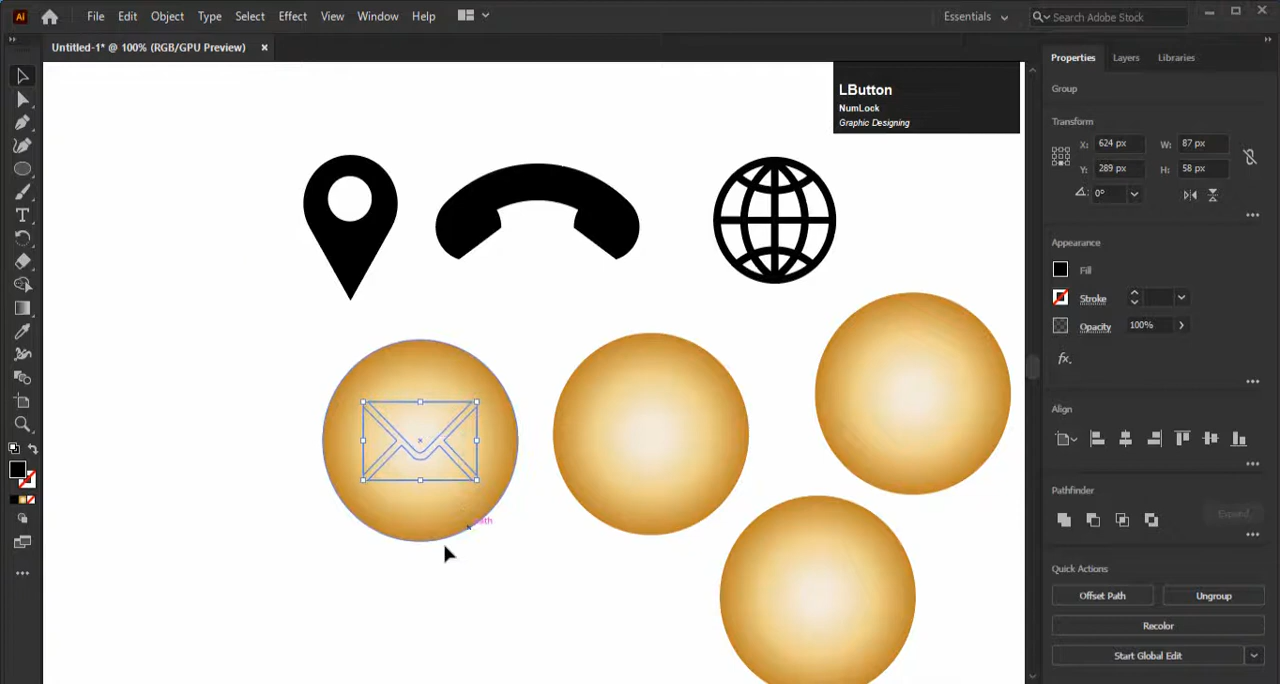 Ai
File Edit Object Type Select Effect View Window Help
Essentials
Search Adobe Stock
Untitled-1* @ 100% (RGB/GPU Preview) ×
LButton
NumLock
Graphic Designing
Properties Layers Libraries
Group
Transform
X: 624 px W: 87 px
Y: 289 px H: 58 px
0°
Appearance
Fill
Stroke
Opacity 100%
fx.
Align
Pathfinder
Expand
Quick Actions
Offset Path Ungroup
Recolor
Start Global Edit